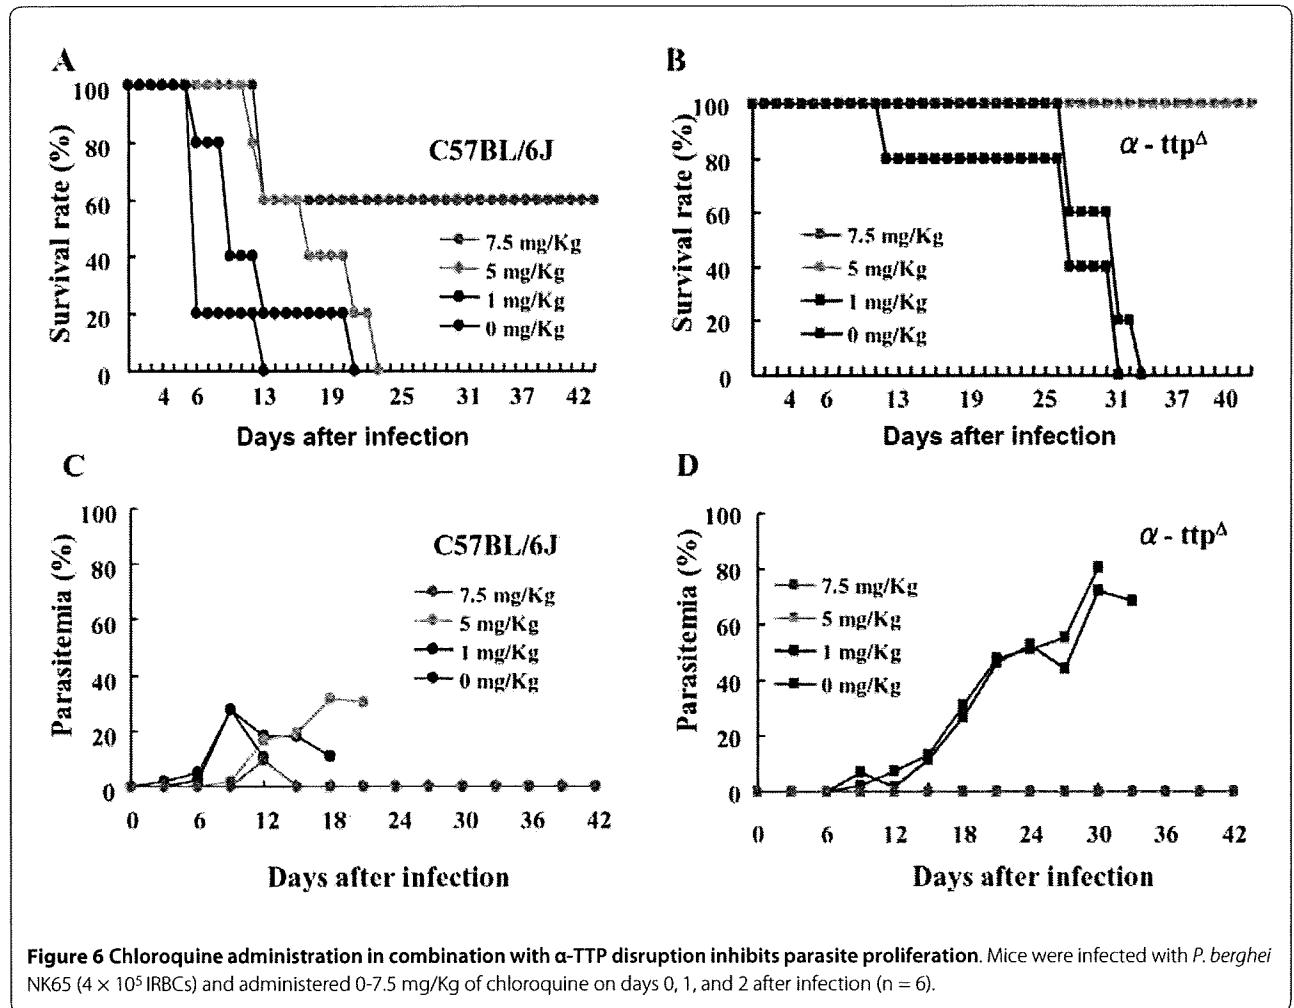 A
100
80
60
40
20
0
Survival rate (%)
C57BL/6J
7.5 mg/Kg
5 mg/Kg
1 mg/Kg
0 mg/Kg
4 6 13 19 25 31 37 42
Days after infection
B
100
80
60
40
20
0
Survival rate (%)
α - ttpΔ
7.5 mg/Kg
5 mg/Kg
1 mg/Kg
0 mg/Kg
4 6 13 19 25 31 37 40
Days after infection
C
100
80
60
40
20
0
Parasitemia (%)
C57BL/6J
7.5 mg/Kg
5 mg/Kg
1 mg/Kg
0 mg/Kg
0 6 12 18 24 30 36 42
Days after infection
D
100
80
60
40
20
0
Parasitemia (%)
α - ttpΔ
7.5 mg/Kg
5 mg/Kg
1 mg/Kg
0 mg/Kg
0 6 12 18 24 30 36 42
Days after infection
Figure 6 Chloroquine administration in combination with α-TTP disruption inhibits parasite proliferation. Mice were infected with P. berghei
NK65 (4 × 10⁵ IRBCs) and administered 0-7.5 mg/Kg of chloroquine on days 0, 1, and 2 after infection (n = 6).